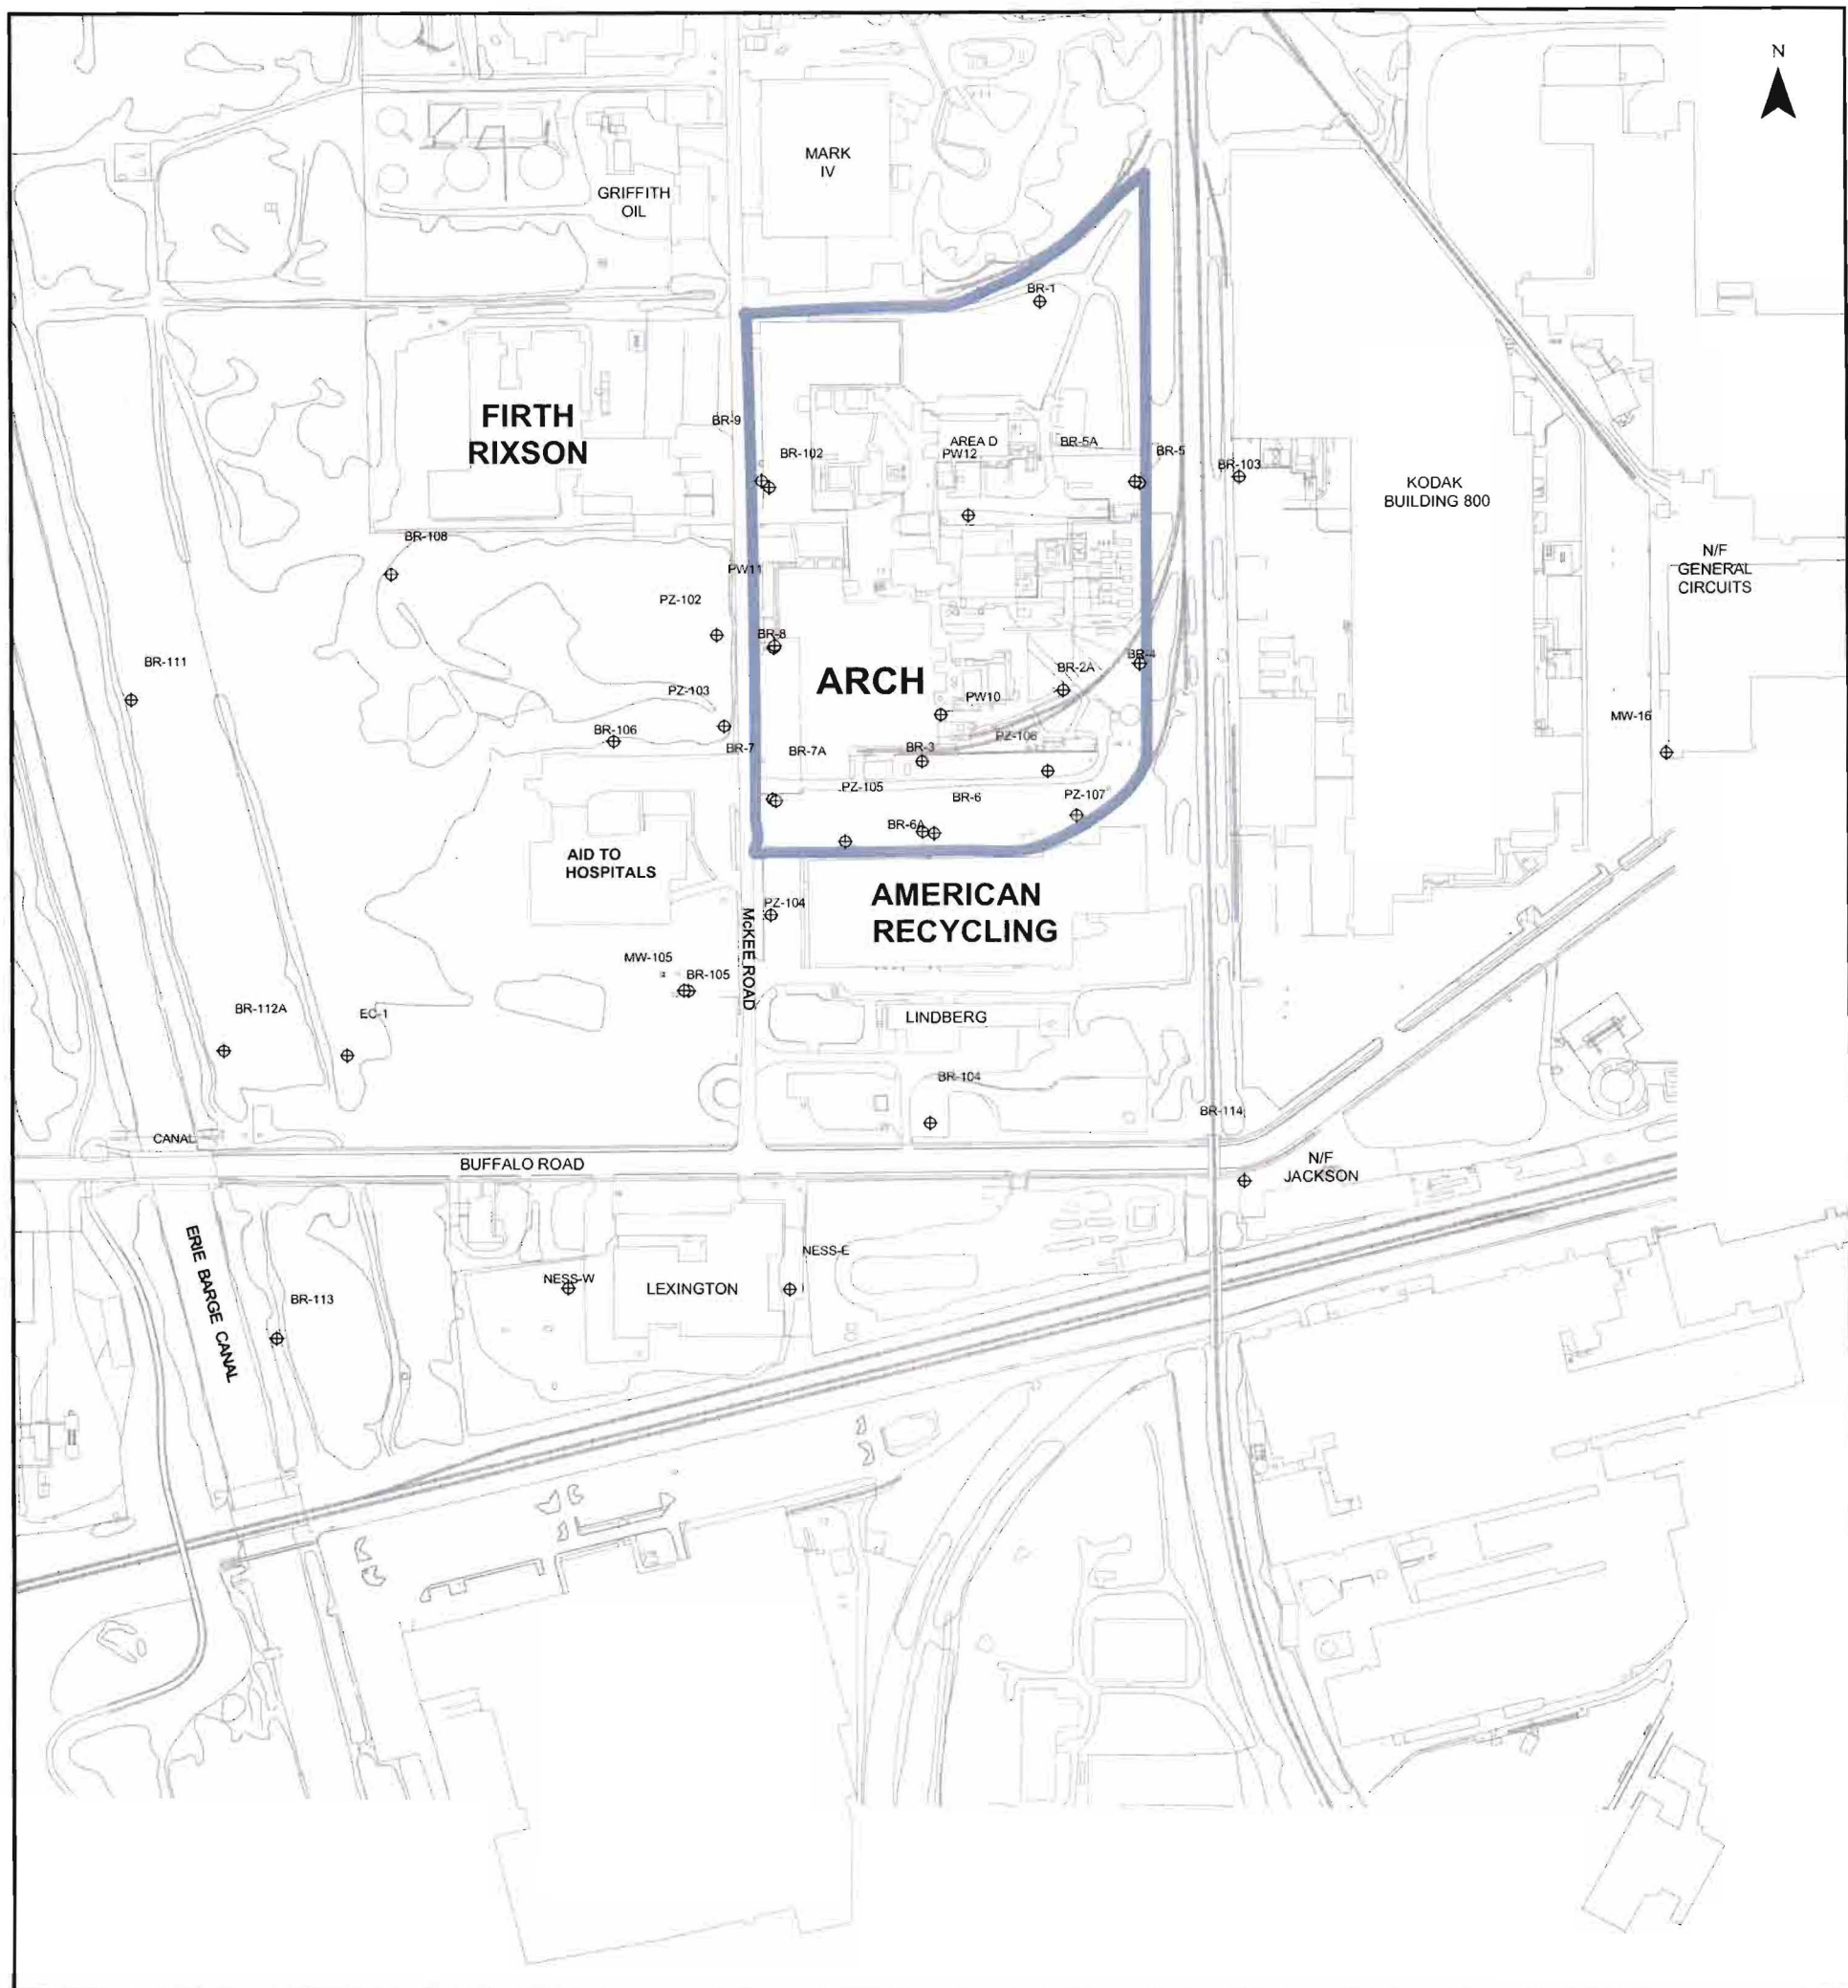 N
MARK
IV
GRIFFITH
OIL
BR-1
FIRTH
RIXSON
BR-9
BR-102
AREA D
PW12
BR-5A
BR-5
BR-103
KODAK
BUILDING 800
N/F
GENERAL
CIRCUITS
BR-108
PW11
PZ-102
BR-8
BR-111
ARCH
BR-2A
BR-4
PZ-103
PW10
MW-16
BR-106
BR-7
BR-7A
BR-3
PZ-106
PZ-105
BR-6
PZ-107
BR-6A
AID TO
HOSPITALS
AMERICAN
RECYCLING
PZ-104
McKEE ROAD
MW-105
BR-105
BR-112A
EC-1
LINDBERG
BR-104
BR-114
CANAL
BUFFALO ROAD
N/F
JACKSON
ERIE BARGE CANAL
NESS-E
NESS-W
LEXINGTON
BR-113